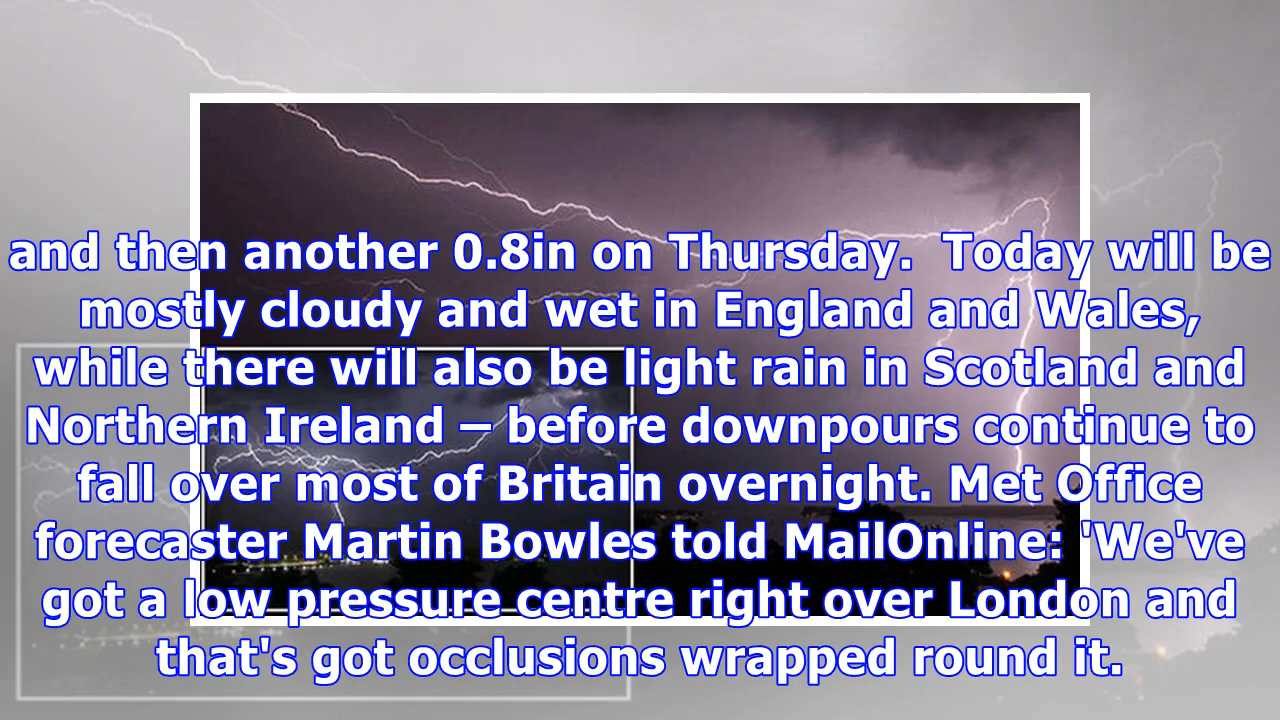 and then another 0.8in on Thursday.  Today will be
mostly cloudy and wet in England and Wales,
while there will also be light rain in Scotland and
Northern Ireland – before downpours continue to
fall over most of Britain overnight. Met Office
forecaster Martin Bowles told MailOnline: 'We've
got a low pressure centre right over London and
that's got occlusions wrapped round it.